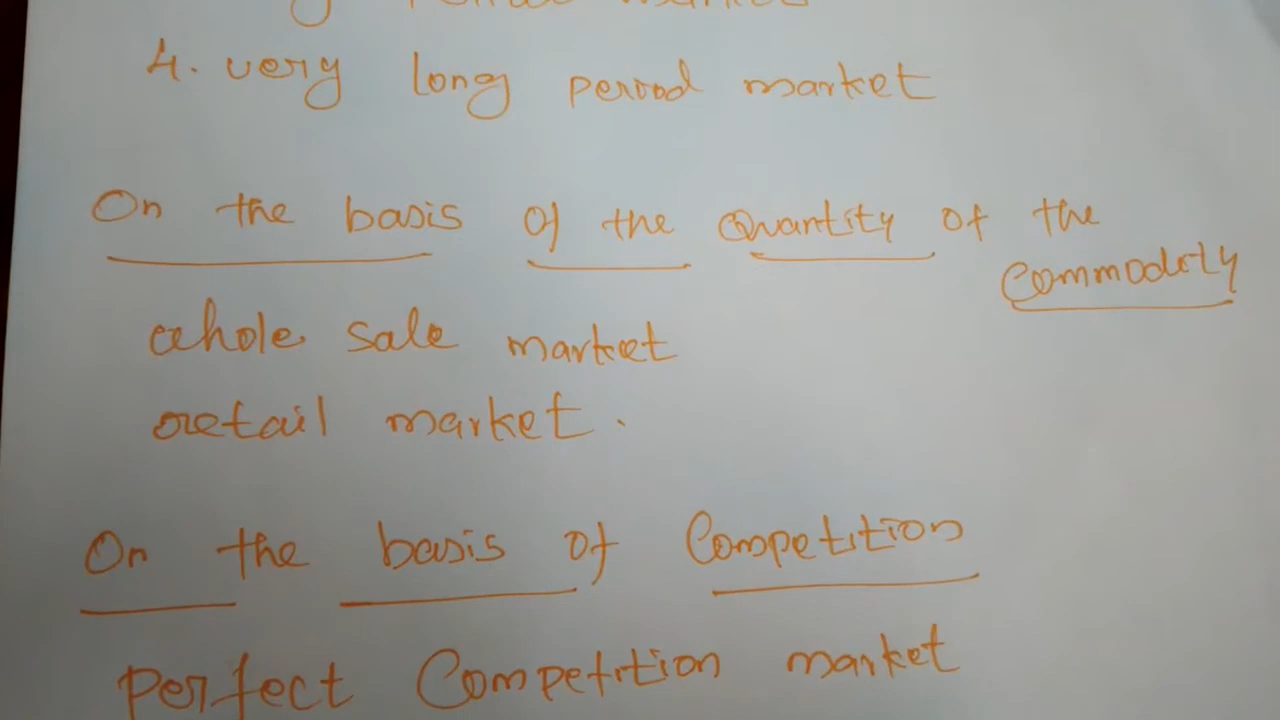 4. very long period market
On the basis of the Quantity of the
Commodity
whole sale market
retail market.
On the basis of Competition
Perfect Competition market